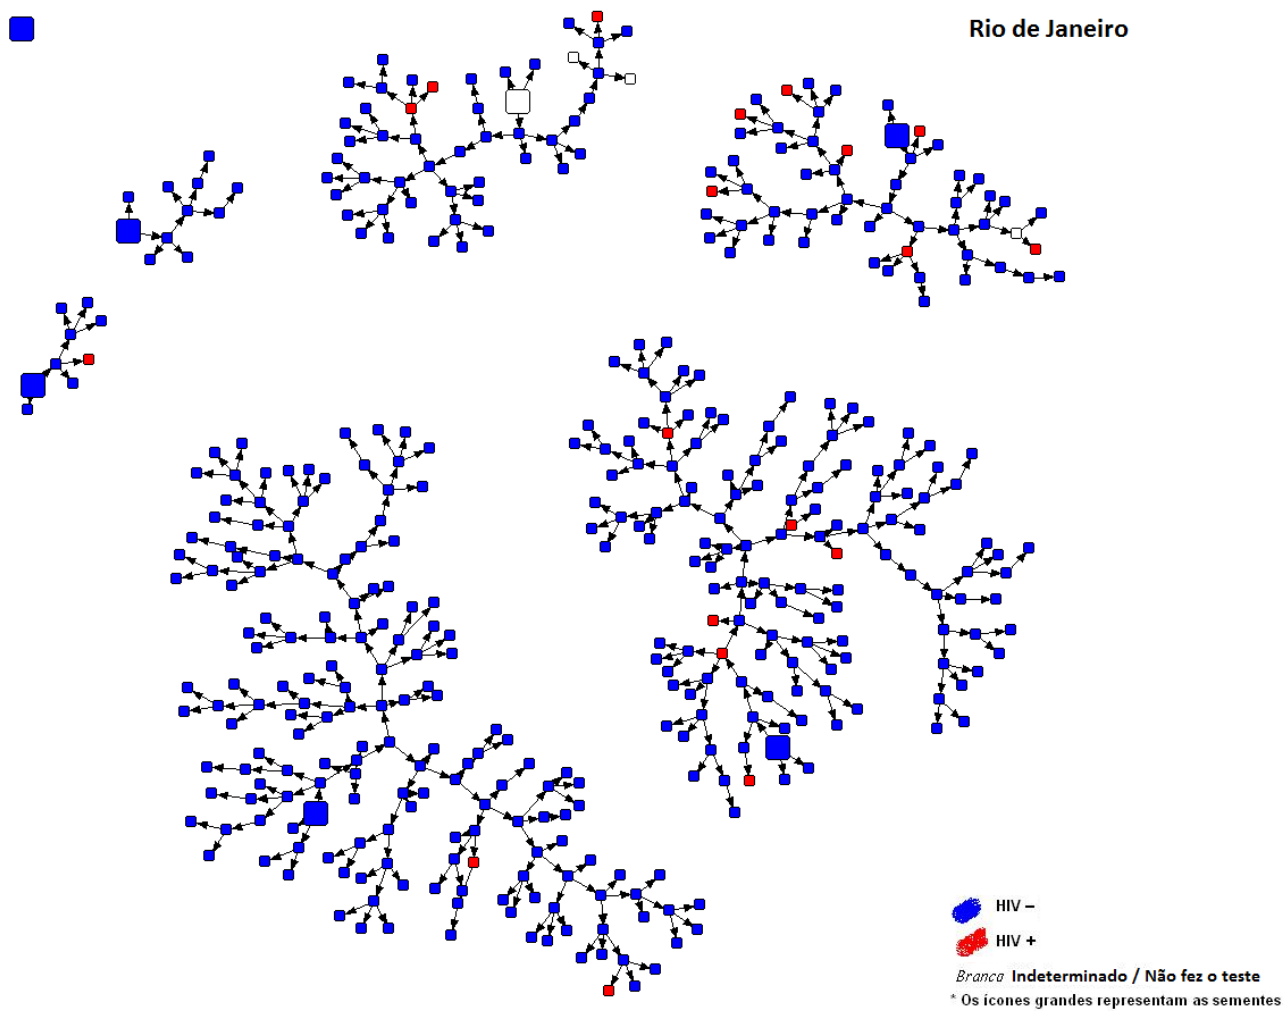 Rio de Janeiro
HIV –
HIV +
Branca Indeterminado / Não fez o teste
* Os ícones grandes representam as sementes